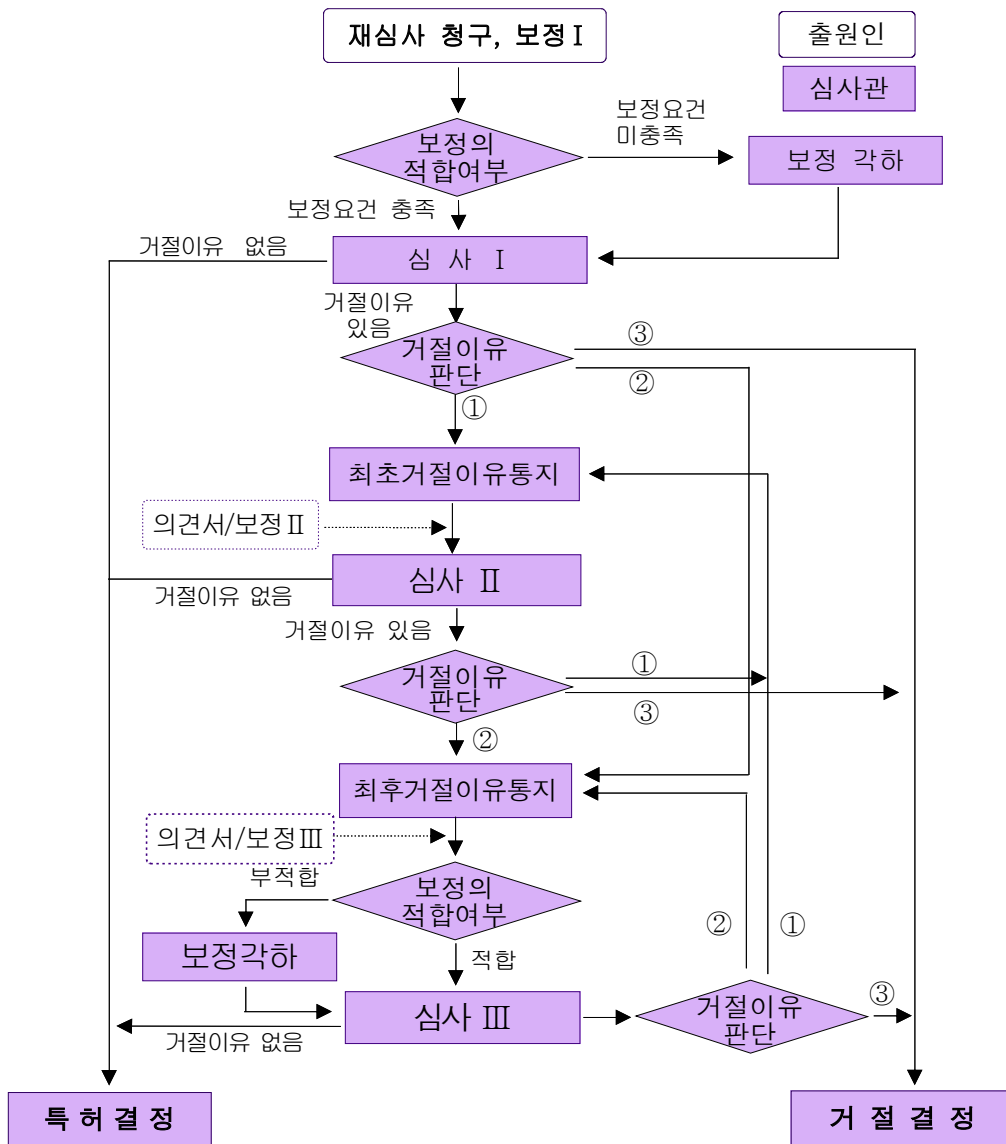 재심사 청구, 보정Ⅰ
출원인
심사관
보정의
적합여부
보정요건
미충족
보정 각하
보정요건 충족
거절이유 없음
심 사 Ⅰ
거절이유
있음
거절이유
판단
③
②
①
최초거절이유통지
의견서/보정Ⅱ
심사 Ⅱ
거절이유 없음
거절이유 있음
거절이유
판단
①
③
②
최후거절이유통지
의견서/보정Ⅲ
부적합
보정의
적합여부
②
①
보정각하
적합
심사 Ⅲ
거절이유
판단
③
거절이유 없음
특 허 결 정
거 절 결 정